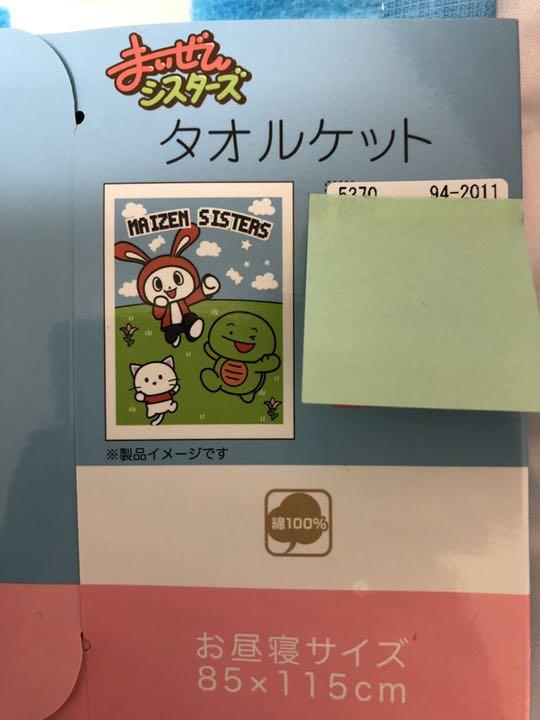 まいぜん
シスターズ
タオルケット
5370 94-2011
MAIZEN SISTERS
※製品イメージです
綿100%
お昼寝サイズ
85×115cm